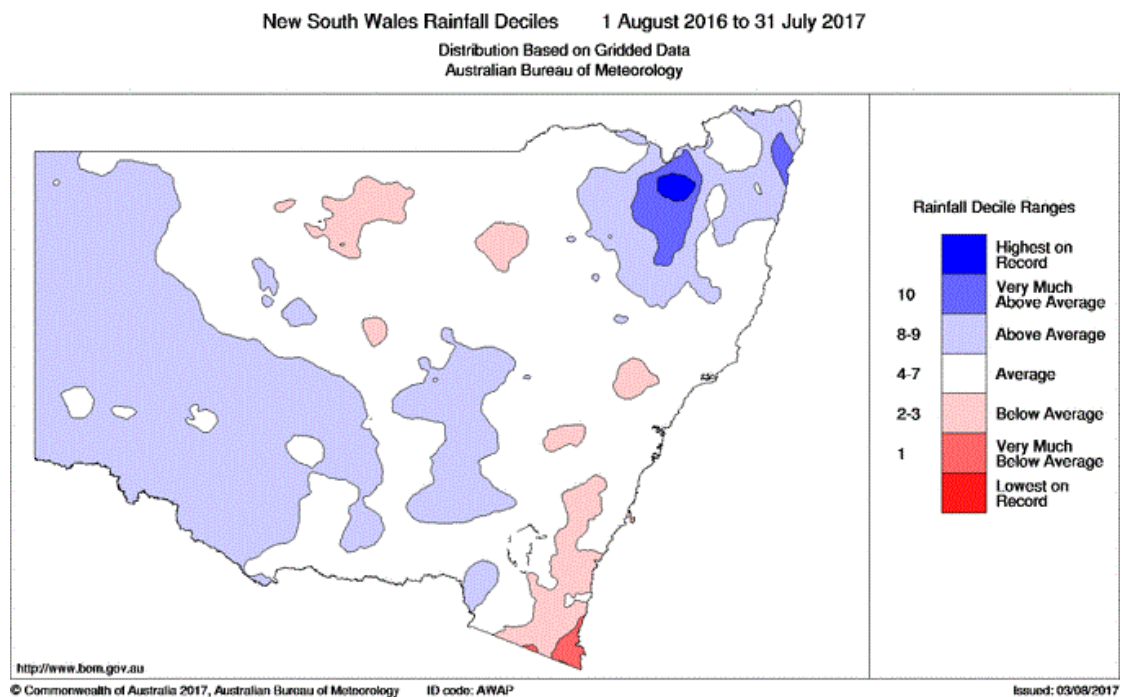 New South Wales Rainfall Deciles 1 August 2016 to 31 July 2017
Distribution Based on Gridded Data
Australian Bureau of Meteorology
Rainfall Decile Ranges
Highest on
Record
10 Very Much
Above Average
8-9 Above Average
4-7 Average
2-3 Below Average
1 Very Much
Below Average
Lowest on
Record
http://www.bom.gov.au
© Commonwealth of Australia 2017, Australian Bureau of Meteorology ID code: AWAP Issued: 03/08/2017